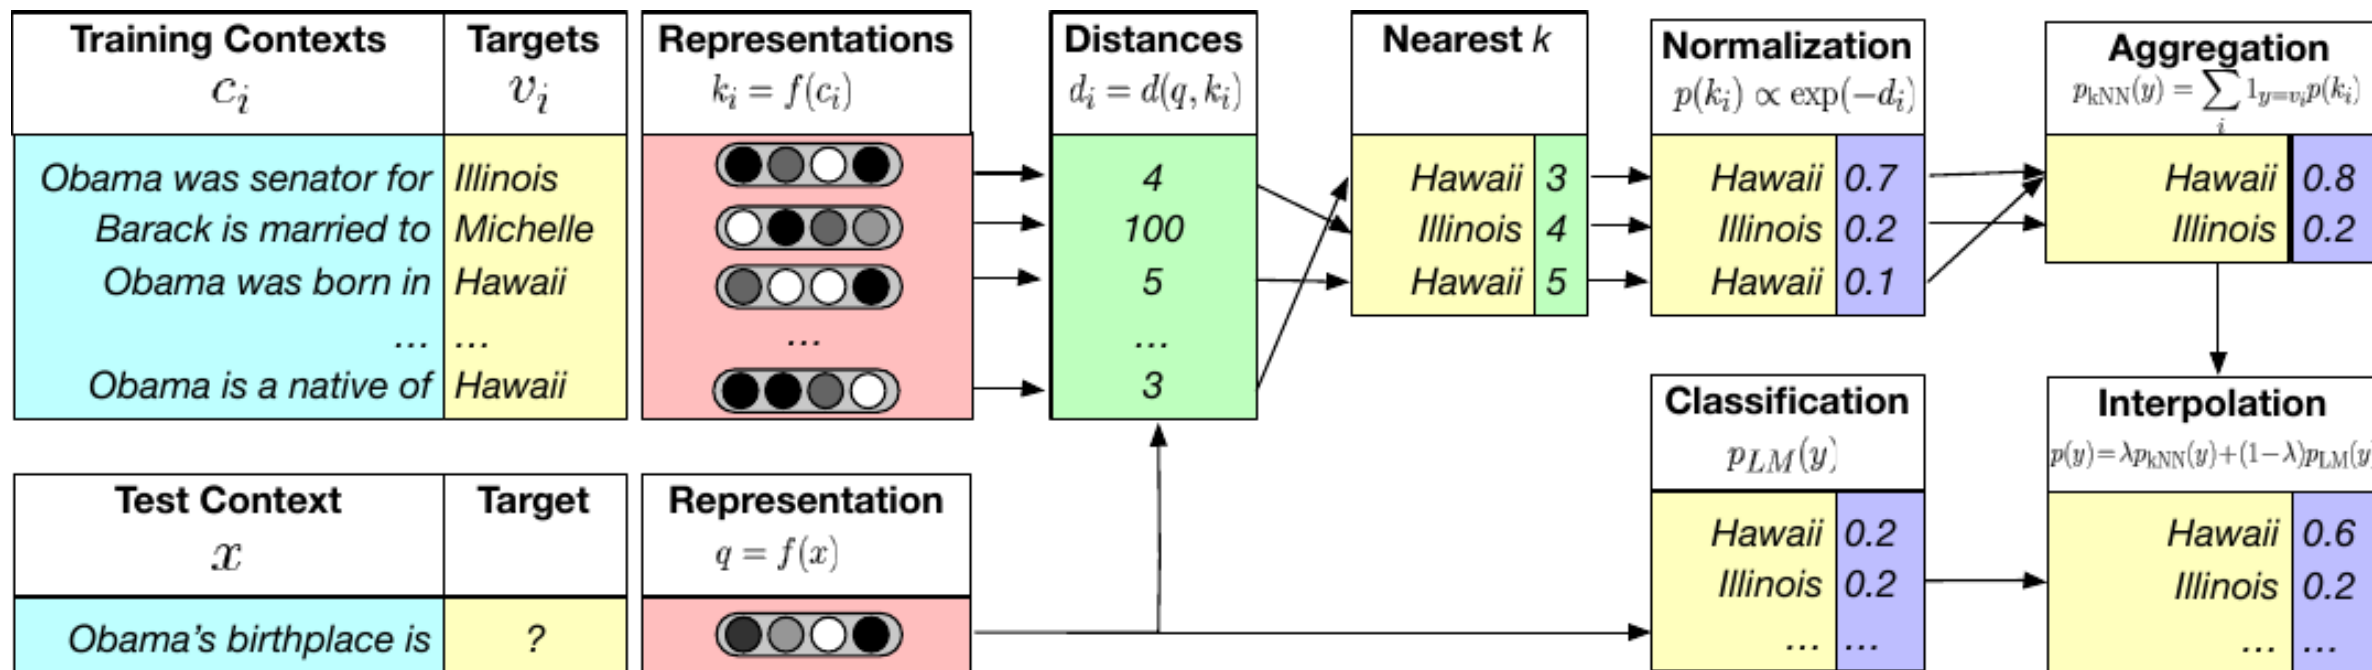 Training Contexts
c_i
Obama was senator for
Barack is married to
Obama was born in
...
Obama is a native of
Targets
v_i
Illinois
Michelle
Hawaii
...
Hawaii
Representations
k_i = f(c_i)
...
Distances
d_i = d(q, k_i)
4
100
5
...
3
Nearest k
Hawaii 3
Illinois 4
Hawaii 5
Normalization
p(k_i) ∝ exp(−d_i)
Hawaii 0.7
Illinois 0.2
Hawaii 0.1
Aggregation
p_kNN(y) = ∑_i 1_{y=v_i} p(k_i)
Hawaii 0.8
Illinois 0.2
Test Context
x
Obama's birthplace is
Target
?
Representation
q = f(x)
Classification
p_LM(y)
Hawaii 0.2
Illinois 0.2
... ...
Interpolation
p(y) = λp_kNN(y) + (1−λ)p_LM(y)
Hawaii 0.6
Illinois 0.2
... ...